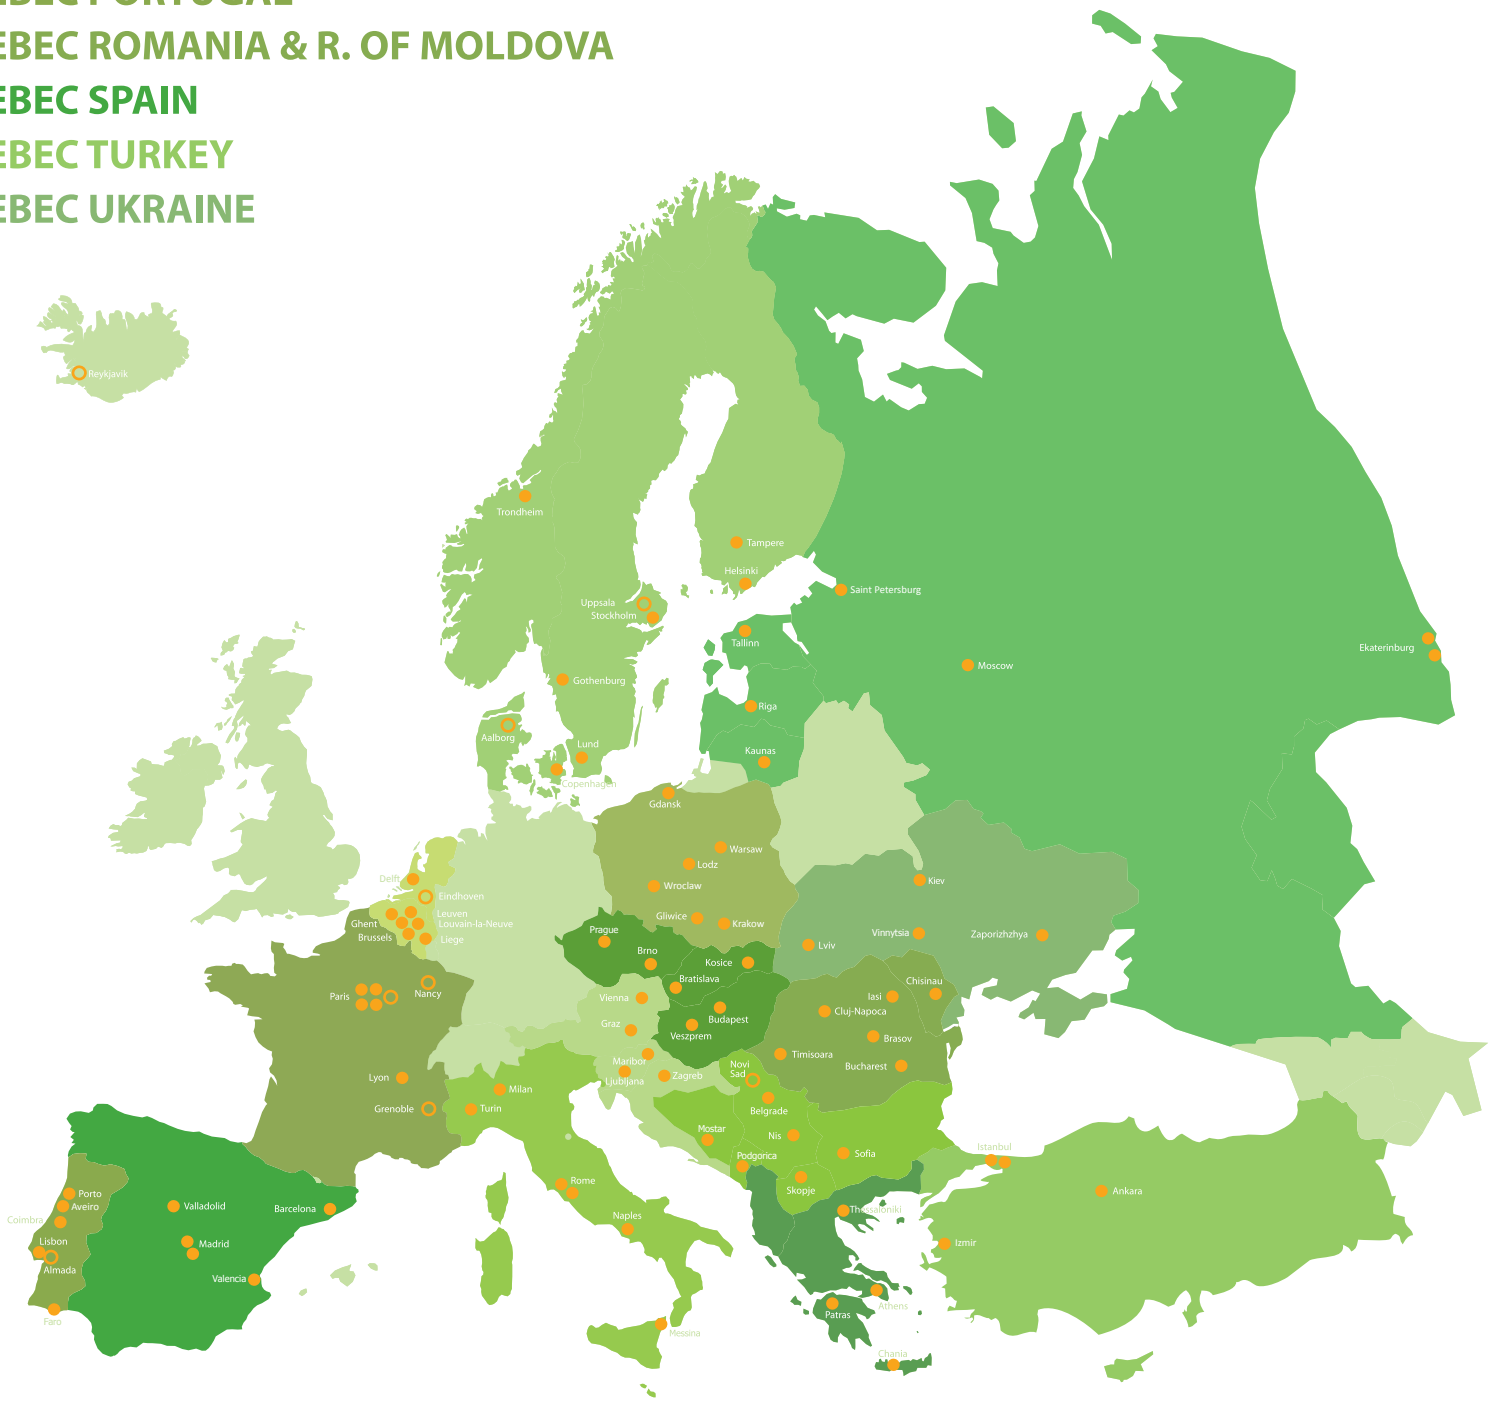 EBEC PORTUGAL
EBEC ROMANIA & R. OF MOLDOVA
EBEC SPAIN
EBEC TURKEY
EBEC UKRAINE
Reykjavik
Trondheim
Tampere
Helsinki
Saint Petersburg
Uppsala
Stockholm
Tallinn
Ekaterinburg
Moscow
Gothenburg
Riga
Aalborg
Lund
Kaunas
Copenhagen
Gdansk
Warsaw
Lodz
Delft
Kiev
Wroclaw
Eindhoven
Leuven
Gliwice
Ghent
Louvain-la-Neuve
Krakow
Prague
Vinnytsia
Zaporizhzhya
Brussels
Liege
Lviv
Brno
Kosice
Bratislava
Chisinau
Paris
Nancy
Vienna
Iasi
Cluj-Napoca
Budapest
Graz
Veszprem
Brasov
Timisoara
Maribor
Novi
Sad
Bucharest
Lyon
Ljubljana
Zagreb
Milan
Grenoble
Turin
Belgrade
Mostar
Nis
Istanbul
Podgorica
Sofia
Rome
Skopje
Ankara
Porto
Aveiro
Valladolid
Barcelona
Thessaloniki
Coimbra
Naples
Lisbon
Madrid
Izmir
Almada
Valencia
Athens
Patras
Faro
Messina
Chania